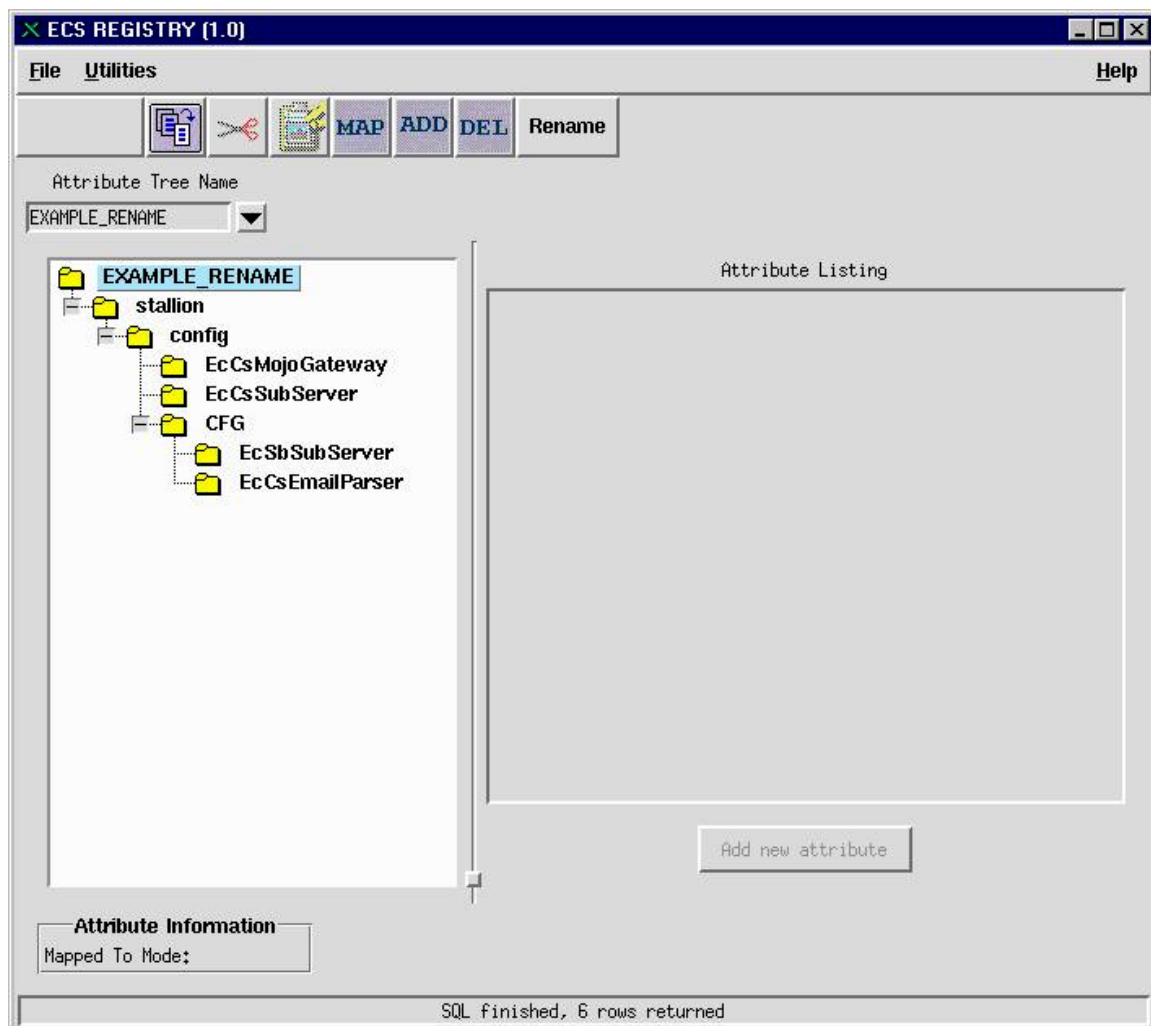 ECS REGISTRY (1.0)
File Utilities Help
MAP ADD DEL Rename
Attribute Tree Name
EXAMPLE_RENAME
EXAMPLE_RENAME
stallion
config
EcCsMojoGateway
EcCsSubServer
CFG
EcSbSubServer
EcCsEmailParser
Attribute Listing
Add new attribute
Attribute Information
Mapped To Mode:
SQL finished, 6 rows returned